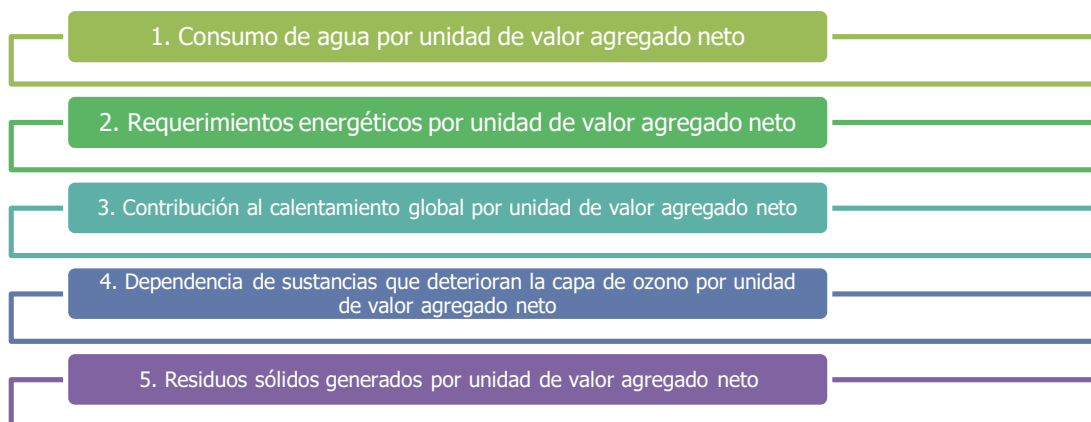 1. Consumo de agua por unidad de valor agregado neto
2. Requerimientos energéticos por unidad de valor agregado neto
3. Contribución al calentamiento global por unidad de valor agregado neto
4. Dependencia de sustancias que deterioran la capa de ozono por unidad
de valor agregado neto
5. Residuos sólidos generados por unidad de valor agregado neto